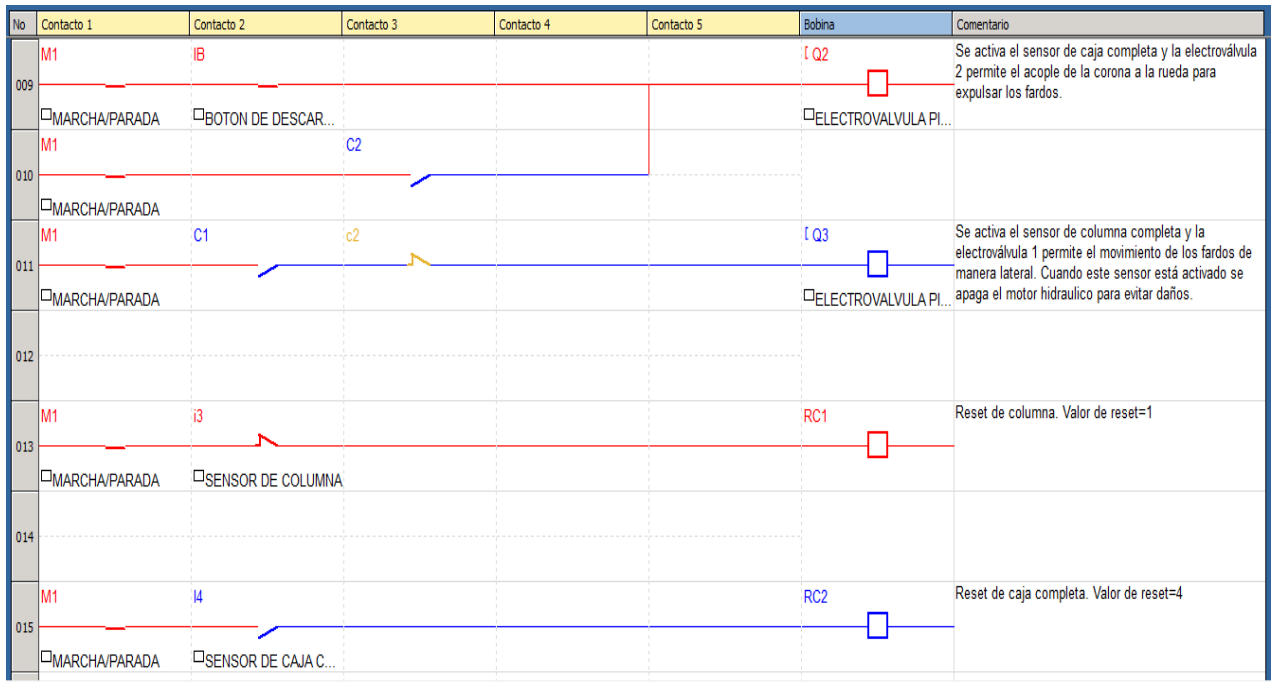 No Contacto 1 Contacto 2 Contacto 3 Contacto 4 Contacto 5 Bobina Comentario
M1 IB [ Q2 Se activa el sensor de caja completa y la electroválvula
2 permite el acople de la corona a la rueda para
009 expulsar los fardos.
MARCHA/PARADA BOTON DE DESCAR... ELECTROVALVULA PI...
M1 C2
010
MARCHA/PARADA
M1 C1 c2 [ Q3 Se activa el sensor de columna completa y la
electroválvula 1 permite el movimiento de los fardos de
011 manera lateral. Cuando este sensor está activado se
MARCHA/PARADA ELECTROVALVULA PI... apaga el motor hidraulico para evitar daños.
012
M1 i3 RC1 Reset de columna. Valor de reset=1
013
MARCHA/PARADA SENSOR DE COLUMNA
014
M1 I4 RC2 Reset de caja completa. Valor de reset=4
015
MARCHA/PARADA SENSOR DE CAJA C...